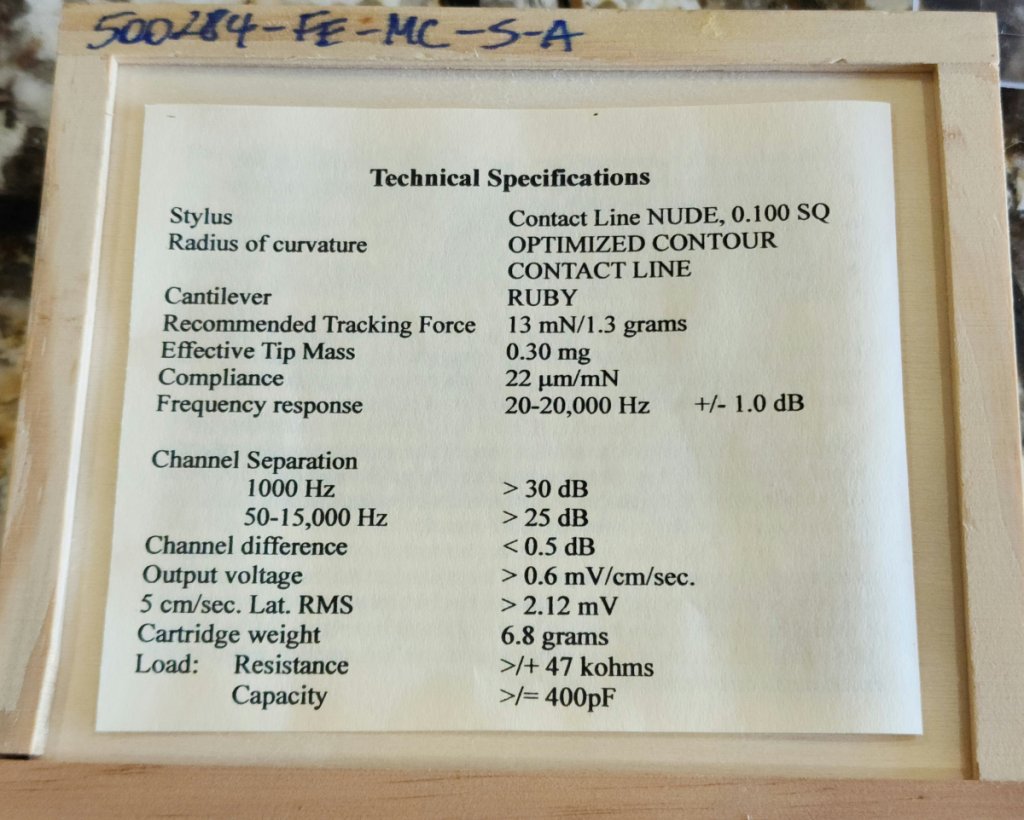 500284-FE-MC-S-A
Technical Specifications
Stylus Contact Line NUDE, 0.100 SQ
Radius of curvature OPTIMIZED CONTOUR
CONTACT LINE
Cantilever RUBY
Recommended Tracking Force 13 mN/1.3 grams
Effective Tip Mass 0.30 mg
Compliance 22 μm/mN
Frequency response 20-20,000 Hz +/- 1.0 dB
Channel Separation
1000 Hz > 30 dB
50-15,000 Hz > 25 dB
Channel difference < 0.5 dB
Output voltage > 0.6 mV/cm/sec.
5 cm/sec. Lat. RMS > 2.12 mV
Cartridge weight 6.8 grams
Load: Resistance >/+ 47 kohms
Capacity >/= 400pF